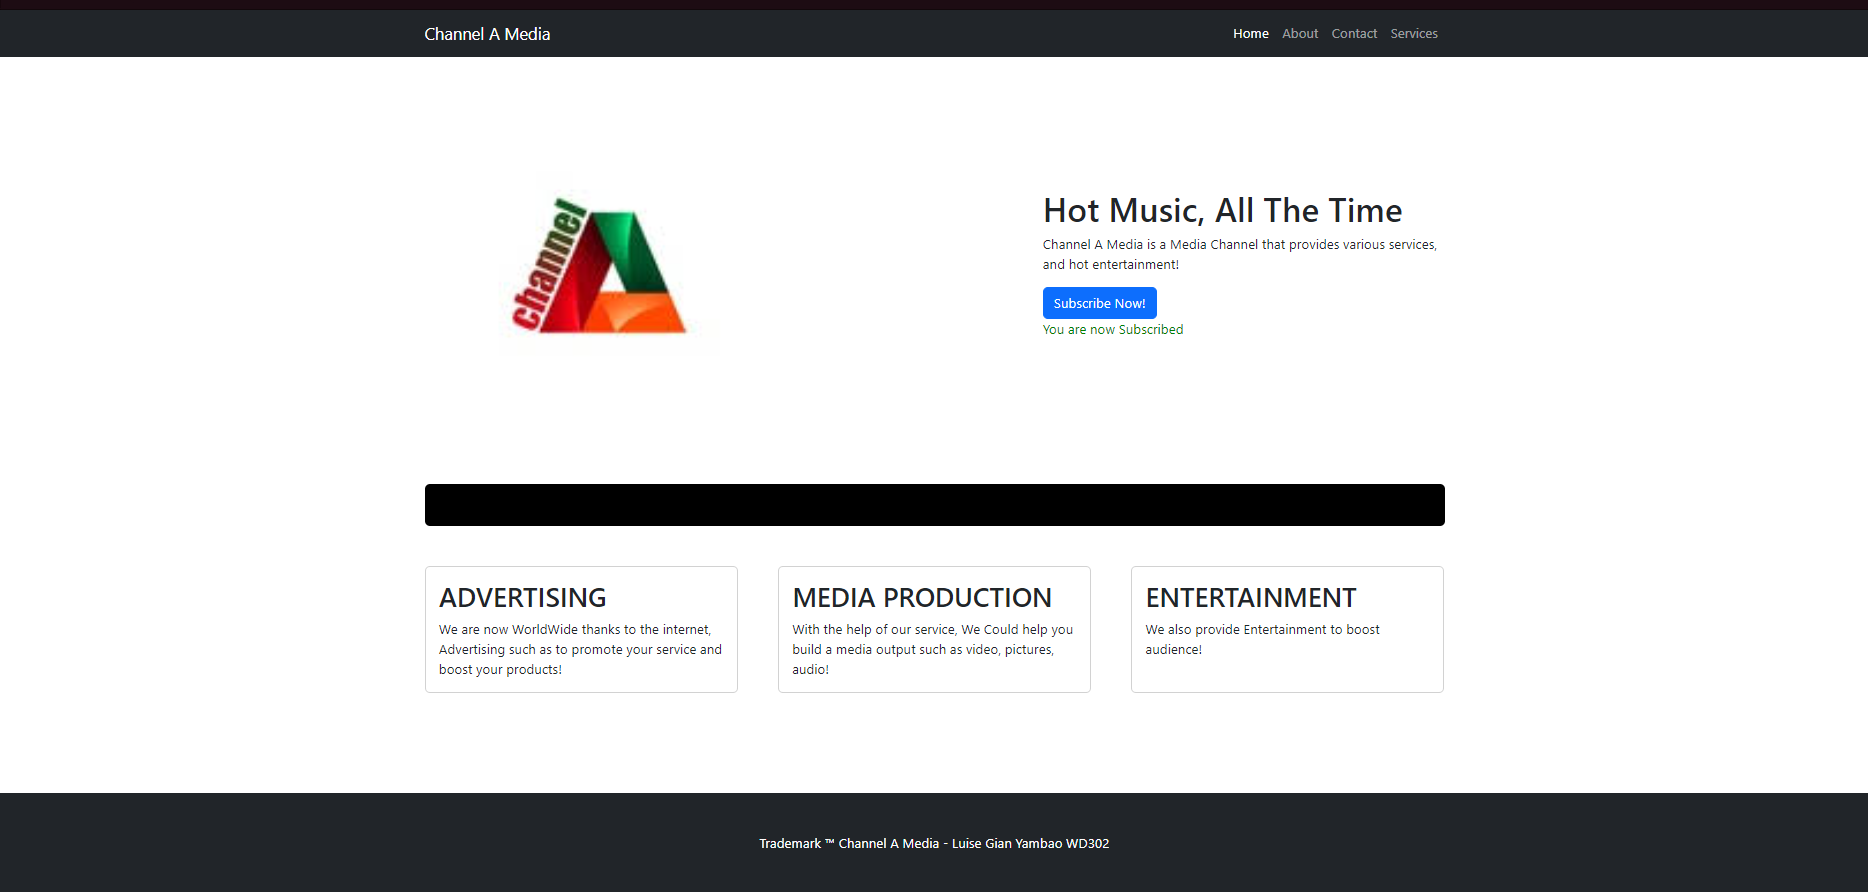 Channel A Media
Home About Contact Services
Channel
Hot Music, All The Time
Channel A Media is a Media Channel that provides various services,
and hot entertainment!
Subscribe Now!
You are now Subscribed
ADVERTISING
We are now WorldWide thanks to the internet,
Advertising such as to promote your service and
boost your products!
MEDIA PRODUCTION
With the help of our service, We Could help you
build a media output such as video, pictures,
audio!
ENTERTAINMENT
We also provide Entertainment to boost
audience!
Trademark ™ Channel A Media - Luise Gian Yambao WD302